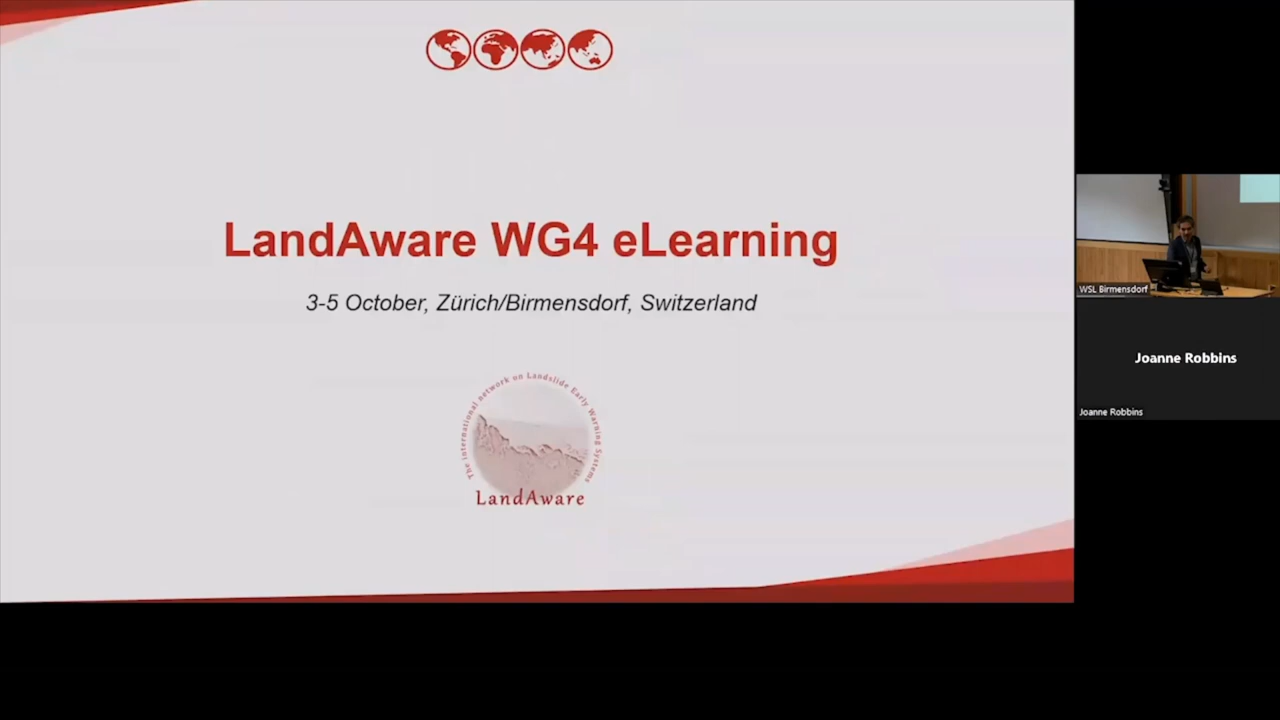 LandAware WG4 eLearning
3-5 October, Zürich/Birmensdorf, Switzerland
The international network on Landslide Early Warning Systems
LandAware
WSL Birmensdorf
Joanne Robbins
Joanne Robbins